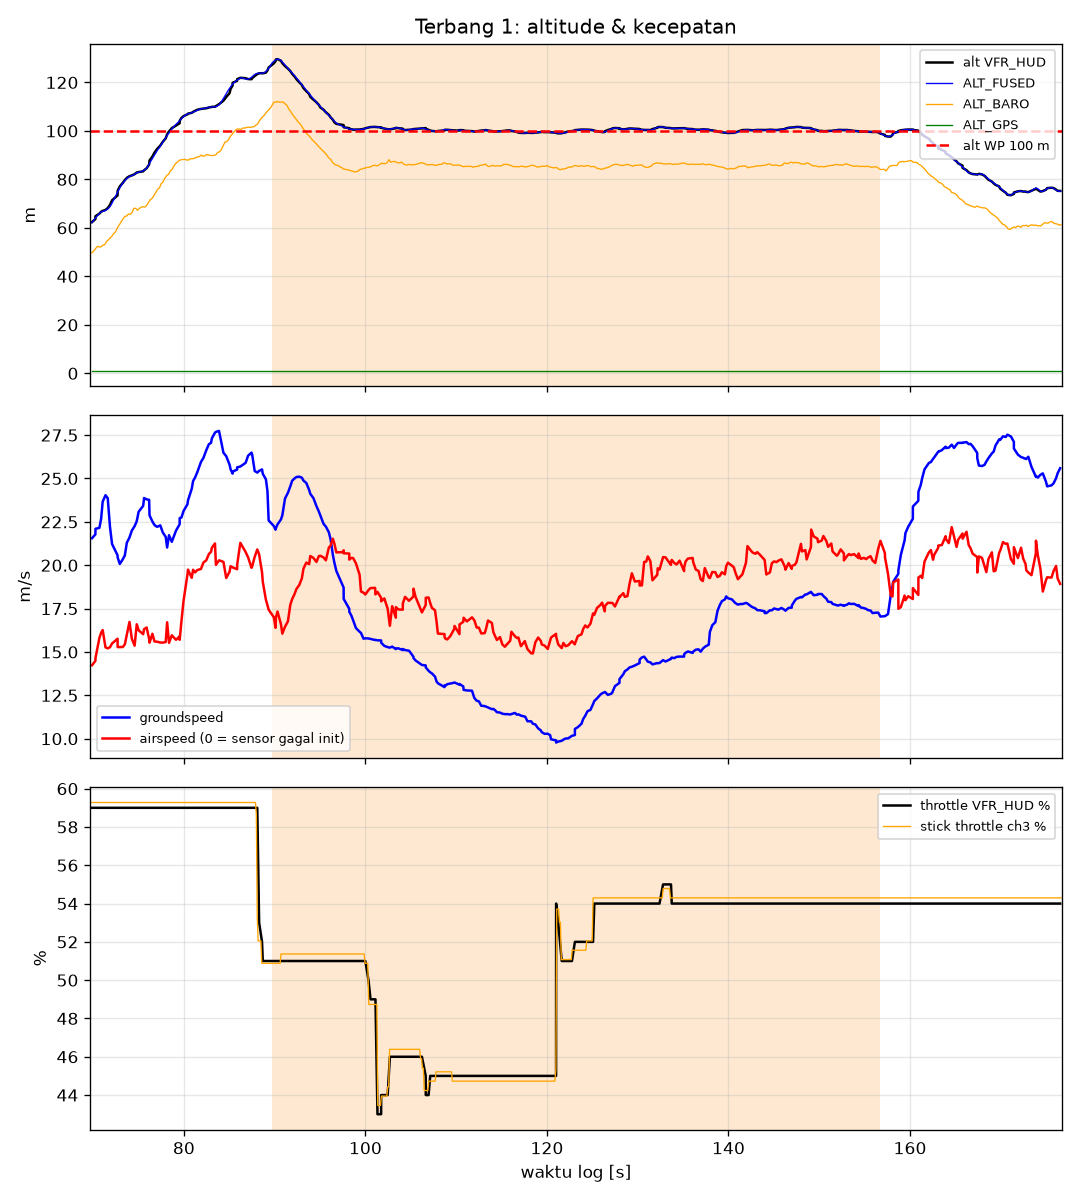 Terbang 1: altitude & kecepatan
120
100
80
60
40
20
0
m
alt VFR_HUD
ALT_FUSED
ALT_BARO
ALT_GPS
alt WP 100 m
27.5
25.0
22.5
20.0
17.5
15.0
12.5
10.0
m/s
groundspeed
airspeed (0 = sensor gagal init)
60
58
56
54
52
50
48
46
44
%
throttle VFR_HUD %
stick throttle ch3 %
80 100 120 140 160
waktu log [s]